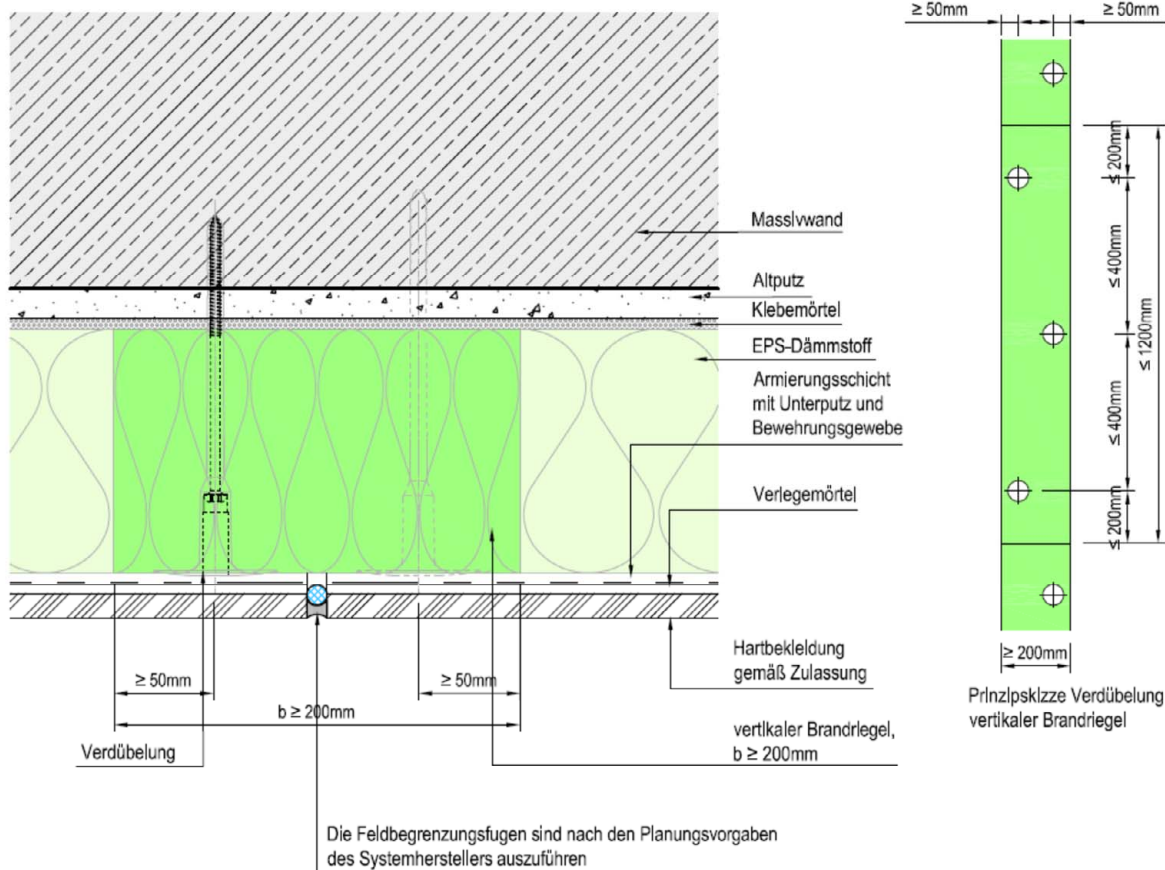 ≥ 50mm
≥ 50mm
Massivwand
Altputz
Klebemörtel
EPS-Dämmstoff
Armierungsschicht
mit Unterputz und
Bewehrungsgewebe
Verlegemörtel
Hartbekleidung
gemäß Zulassung
vertikaler Brandriegel,
b ≥ 200mm
≥ 50mm
≥ 50mm
b ≥ 200mm
Verdübelung
Die Feldbegrenzungsfugen sind nach den Planungsvorgaben
des Systemherstellers auszuführen
≤ 200mm
≤ 400mm
≤ 1200mm
≤ 400mm
≤ 200mm
≥ 200mm
Prinzipskizze Verdübelung
vertikaler Brandriegel